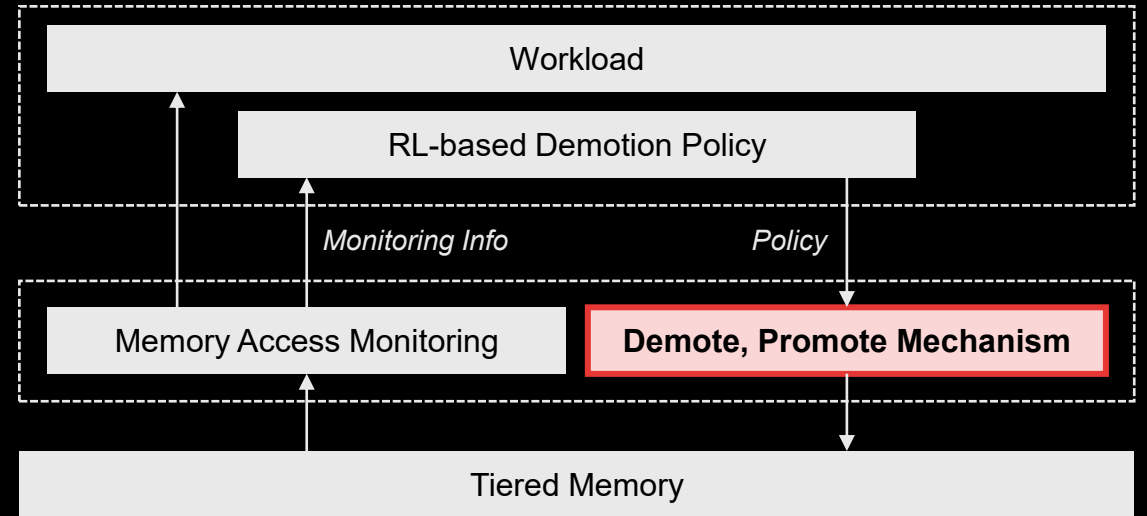 Workload
RL-based Demotion Policy
Monitoring Info
Policy
Memory Access Monitoring
Demote, Promote Mechanism
Tiered Memory